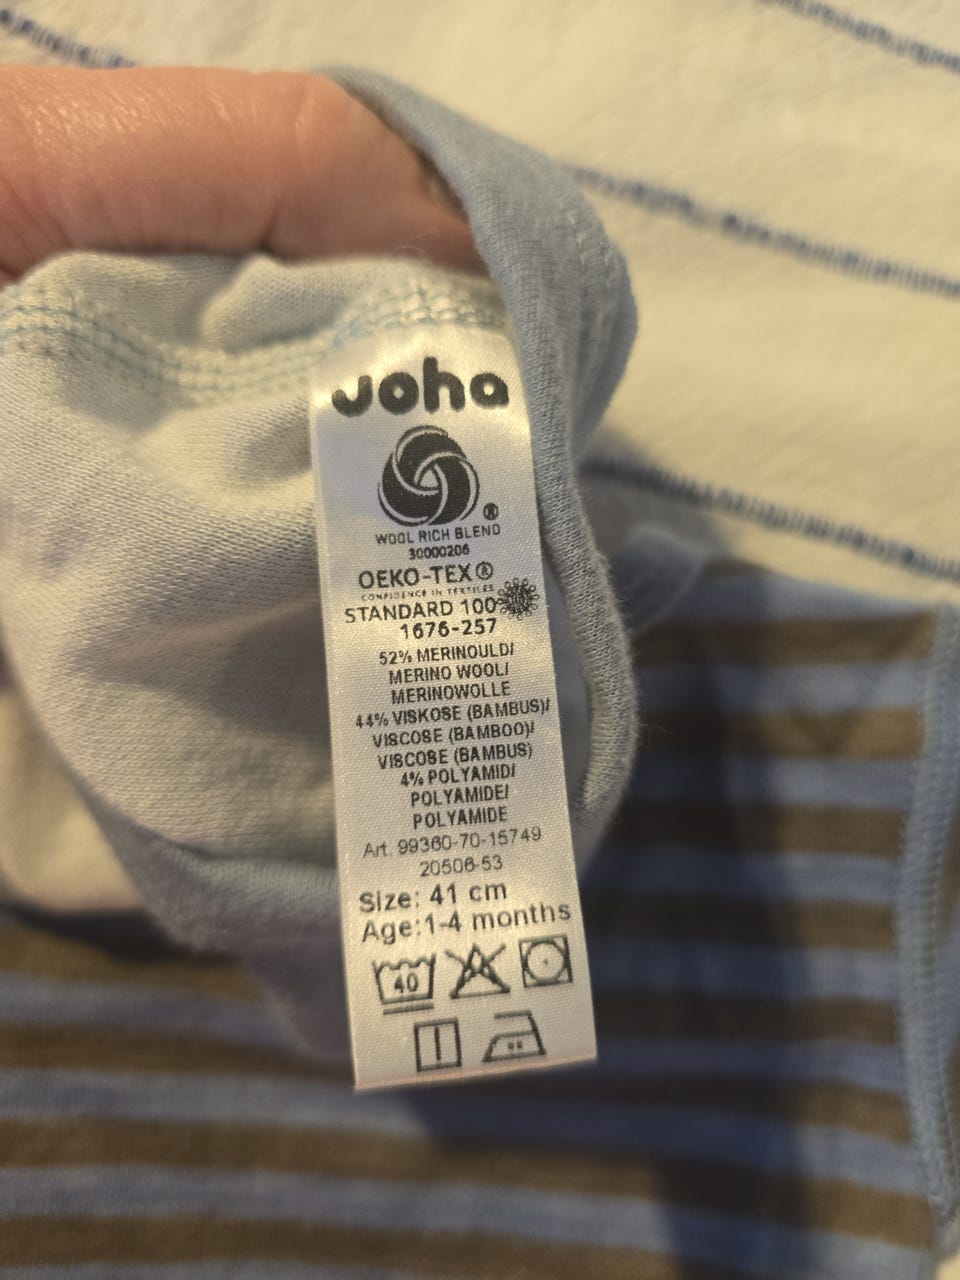 Joha
®
WOOL RICH BLEND
30000206
OEKO-TEX®
CONFIDENCE IN TEXTILES
STANDARD 100
1676-257
52% MERINOULD/
MERINO WOOL/
MERINOWOLLE
44% VISKOSE (BAMBUS)/
VISCOSE (BAMBOO)/
VISCOSE (BAMBUS)
4% POLYAMID/
POLYAMIDE/
POLYAMIDE
Art. 99360-70-15749
20506-53
Size: 41 cm
Age:1-4 months
40